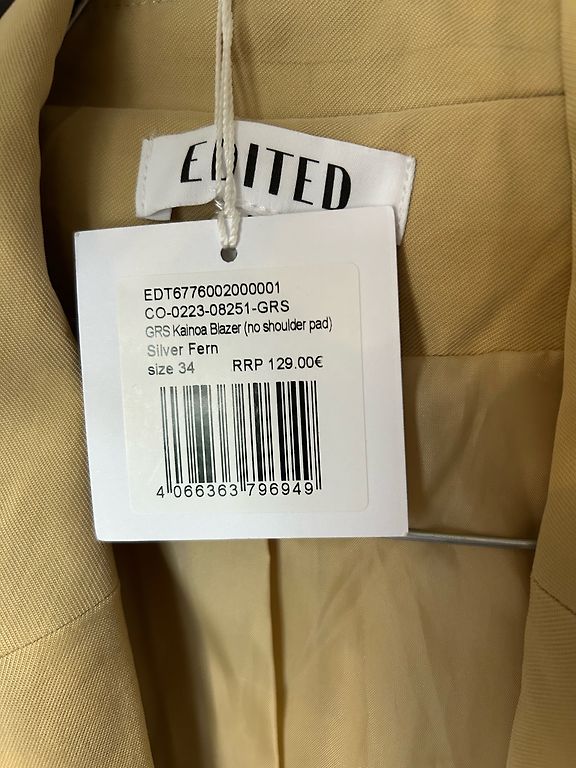 EDITED
EDT6776002000001
CO-0223-08251-GRS
GRS Kainoa Blazer (no shoulder pad)
Silver Fern
size 34 RRP 129.00€
4 066363 796949